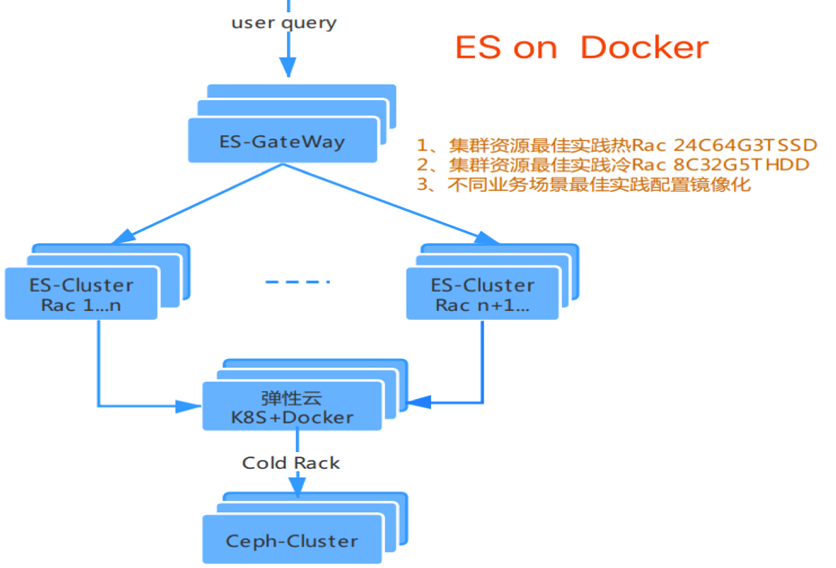 user query
ES on Docker
ES-GateWay
1、集群资源最佳实践热Rac 24C64G3TSSD
2、集群资源最佳实践冷Rac 8C32G5THDD
3、不同业务场景最佳实践配置镜像化
ES-Cluster
Rac 1...n
ES-Cluster
Rac n+1...
弹性云
K8S+Docker
Cold Rack
Ceph-Cluster